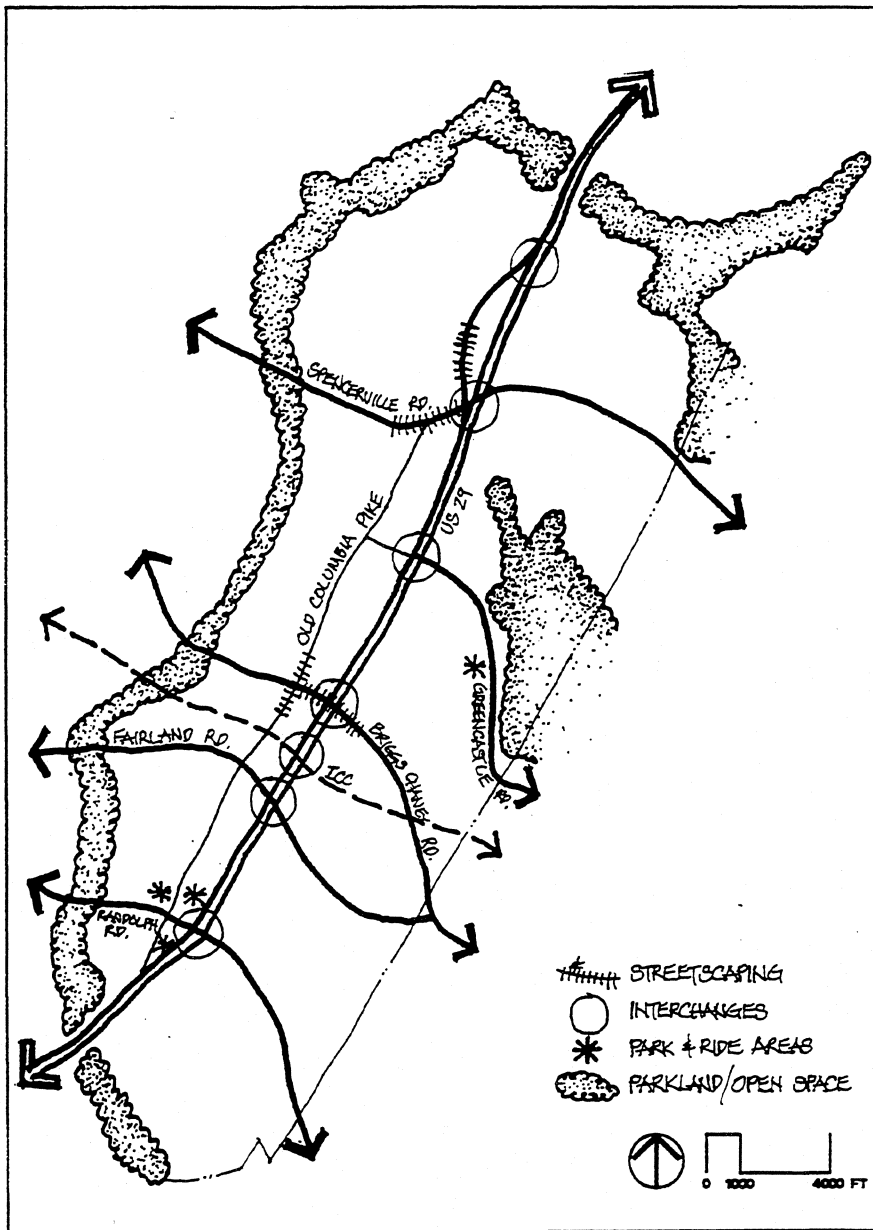 SPENCERVILLE RD.
US 29
OLD COLUMBIA PIKE
GREENCASTLE RD.
BRIGGS CHANEY RD.
ICC
FAIRLAND RD.
RANDOLPH
RD.
STREETSCAPING
INTERCHANGES
PARK & RIDE AREAS
PARKLAND/OPEN SPACE
0 1000 4000 FT